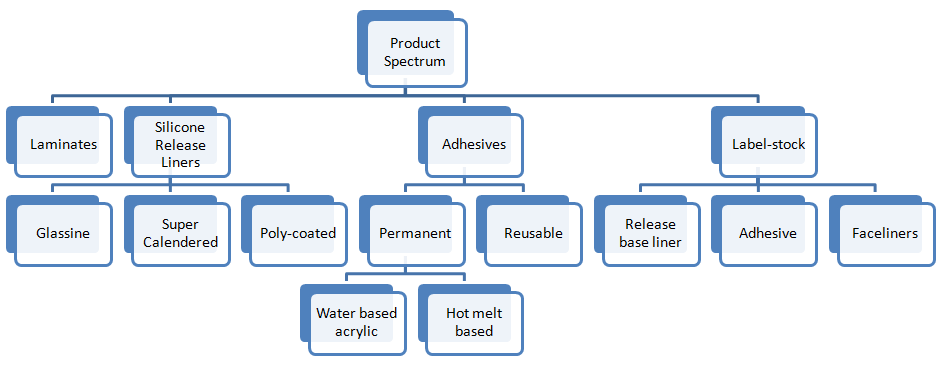 Product
Spectrum
Laminates
Silicone
Release
Liners
Adhesives
Label-stock
Glassine
Super
Calendered
Poly-coated
Permanent
Reusable
Release
base liner
Adhesive
Faceliners
Water based
acrylic
Hot melt
based